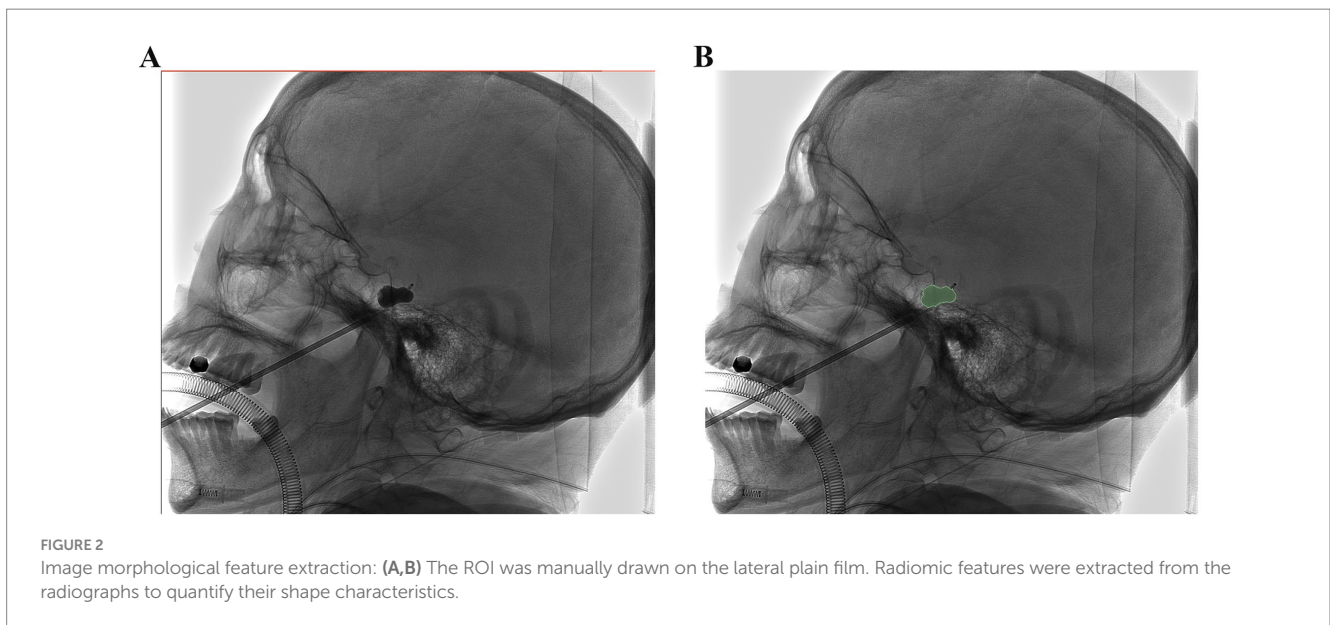 A
B
FIGURE 2
Image morphological feature extraction: (A,B) The ROI was manually drawn on the lateral plain film. Radiomic features were extracted from the
radiographs to quantify their shape characteristics.